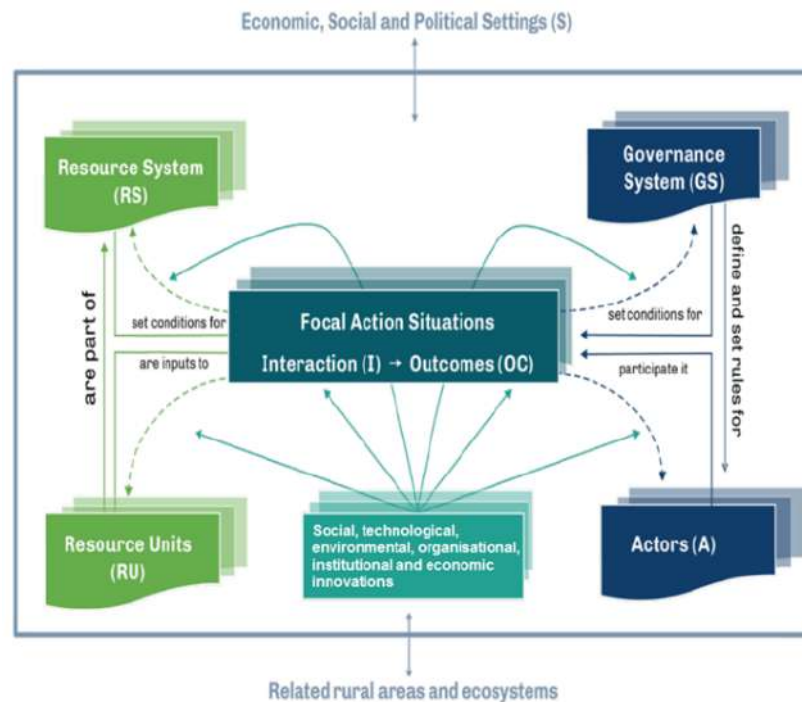 Economic, Social and Political Settings (S)
Resource System
(RS)
Governance
System (GS)
are part of
set conditions for
are inputs to
Focal Action Situations
Interaction (I) → Outcomes (OC)
set conditions for
participate it
define and set rules for
Resource Units
(RU)
Social, technological,
environmental, organisational,
institutional and economic
innovations
Actors (A)
Related rural areas and ecosystems